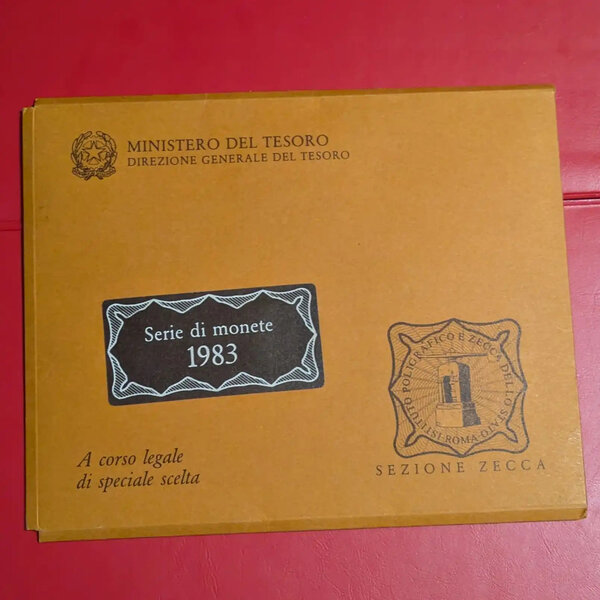 MINISTERO DEL TESORO
DIREZIONE GENERALE DEL TESORO
Serie di monete
1983
A corso legale
di speciale scelta
ISTITUTO POLIGRAFICO E ZECCA DELLO STATO
ROMA
SEZIONE ZECCA